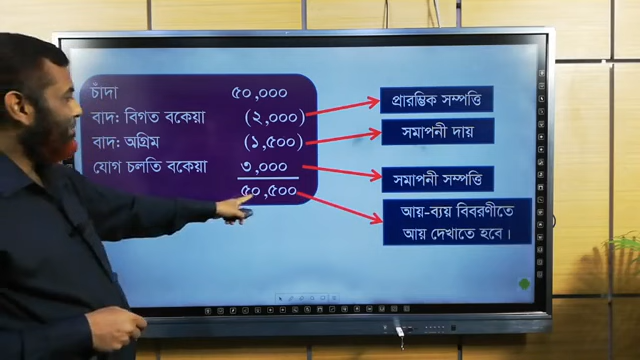 চাঁদা ৫০,০০০
বাদ: বিগত বকেয়া (২,০০০)
প্রারম্ভিক সম্পত্তি
বাদ: অগ্রিম (১,৫০০)
সমাপনী দায়
যোগ চলতি বকেয়া ৩,০০০
সমাপনী সম্পত্তি
৫০,৫০০
আয়-ব্যয় বিবরণীতে
আয় দেখাতে হবে।